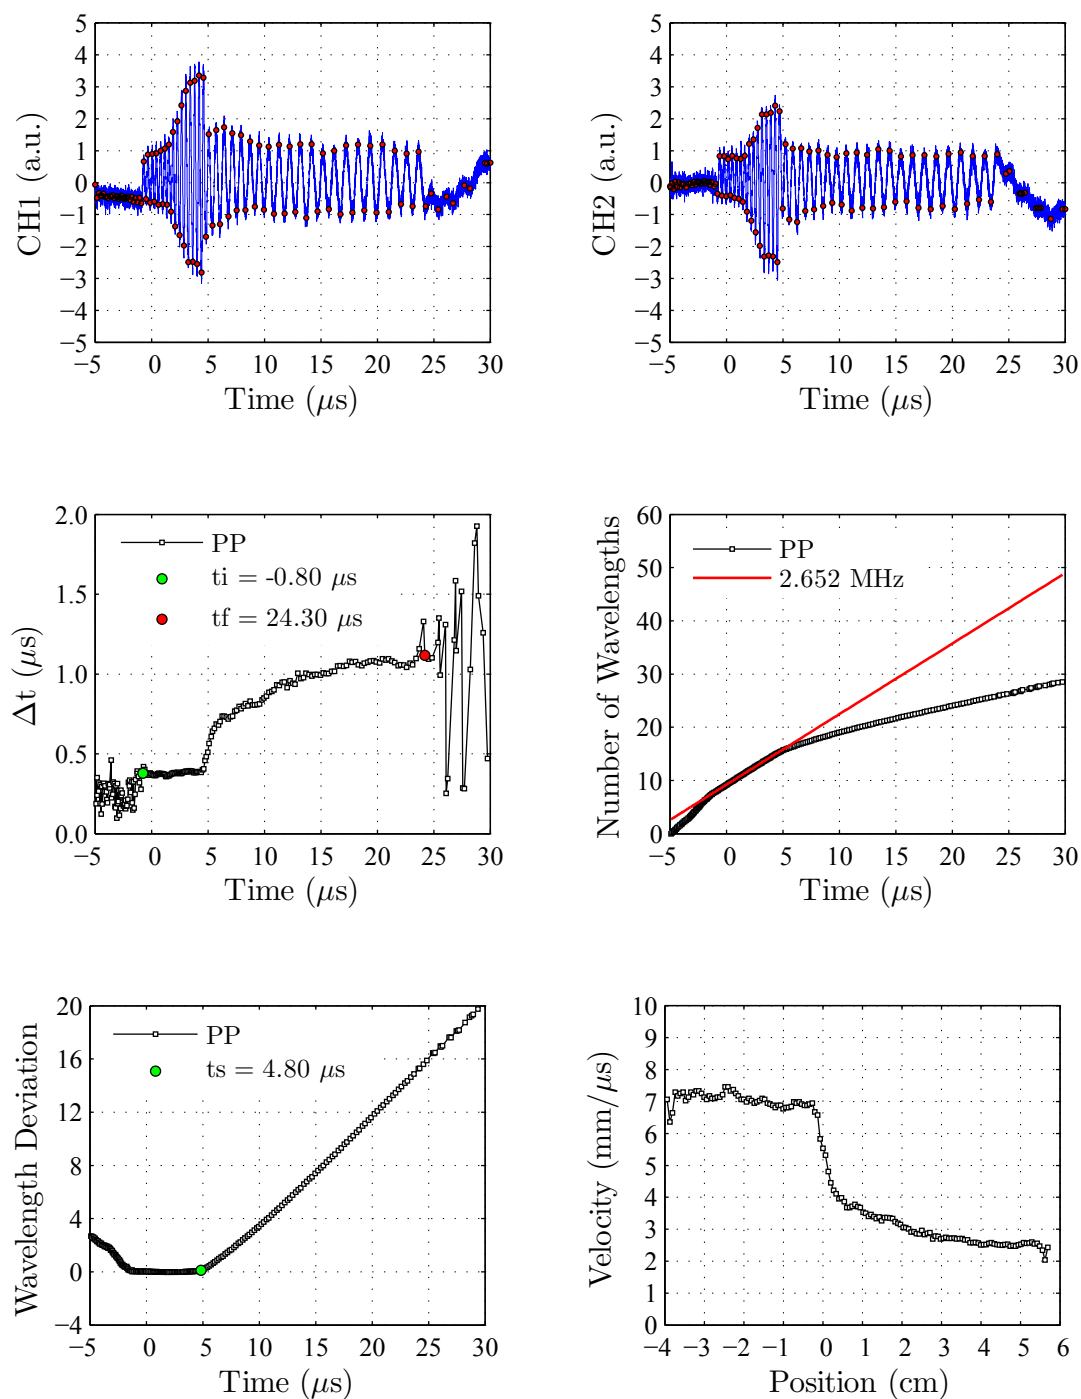 5
4
3
2
1
0
−1
−2
−3
−4
−5
CH1 (a.u.)
−5 0 5 10 15 20 25 30
Time (μs)
5
4
3
2
1
0
−1
−2
−3
−4
−5
CH2 (a.u.)
−5 0 5 10 15 20 25 30
Time (μs)
2.0
1.5
1.0
0.5
0.0
Δt (μs)
PP
ti = -0.80 μs
tf = 24.30 μs
−5 0 5 10 15 20 25 30
Time (μs)
60
50
40
30
20
10
0
Number of Wavelengths
PP
2.652 MHz
−5 0 5 10 15 20 25 30
Time (μs)
20
16
12
8
4
0
−4
Wavelength Deviation
PP
ts = 4.80 μs
−5 0 5 10 15 20 25 30
Time (μs)
10
9
8
7
6
5
4
3
2
1
0
Velocity (mm/μs)
−4 −3 −2 −1 0 1 2 3 4 5 6
Position (cm)